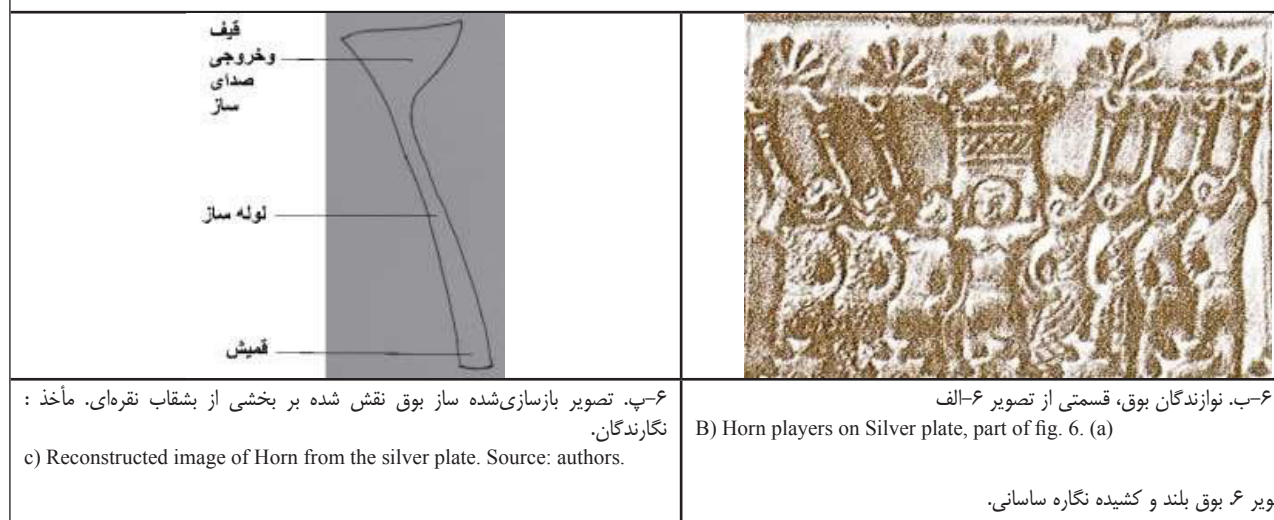 قیف
وخروجی
صدای
ساز
لوله ساز
قمیش
۶-ب. نوازندگان بوق، قسمتی از تصویر ۶-الف
B) Horn players on Silver plate, part of fig. 6. (a)
۶-پ. تصویر بازسازی‌شده ساز بوق نقش شده بر بخشی از بشقاب نقره‌ای. مأخذ :
نگارندگان.
c) Reconstructed image of Horn from the silver plate. Source: authors.
ویر ۶. بوق بلند و کشیده نگاره ساسانی.